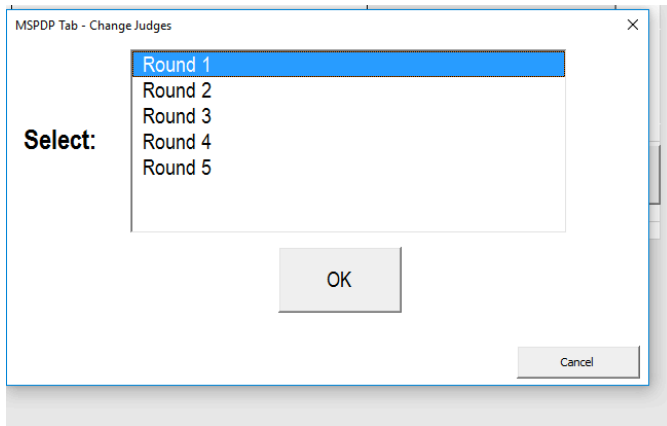 MSPDP Tab - Change Judges
Select:
Round 1
Round 2
Round 3
Round 4
Round 5
OK
Cancel